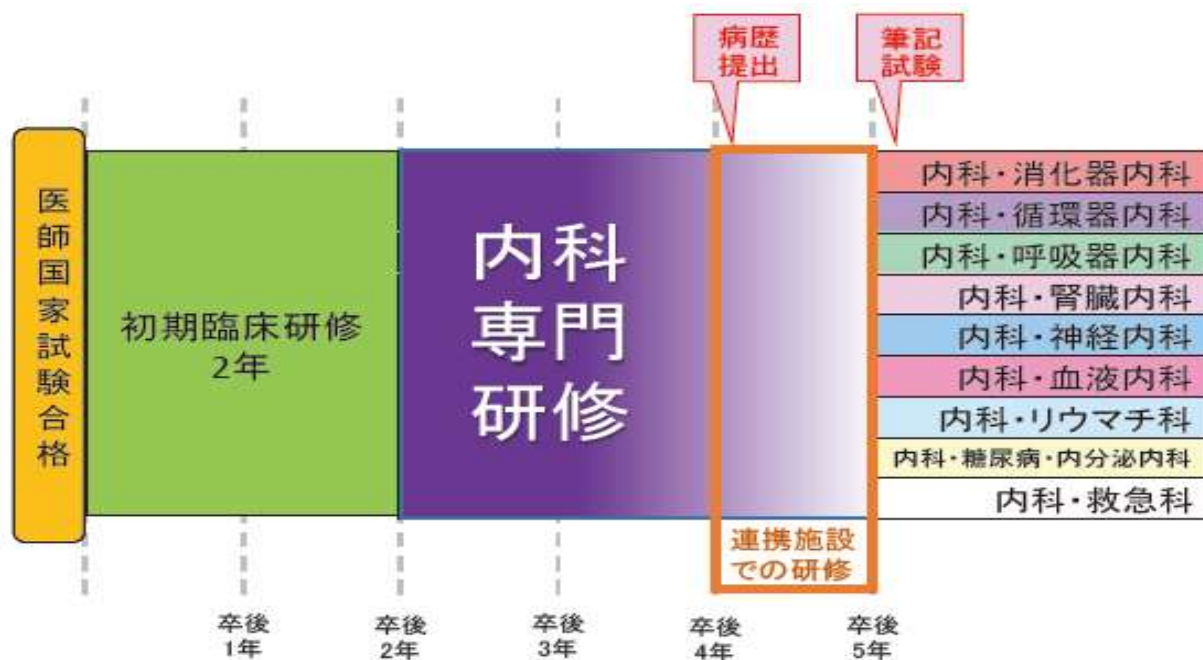 病歴
提出
筆記
試験
医師国家試験合格
初期臨床研修
2年
内科
専門
研修
内科・消化器内科
内科・循環器内科
内科・呼吸器内科
内科・腎臓内科
内科・神経内科
内科・血液内科
内科・リウマチ科
内科・糖尿病・内分泌内科
内科・救急科
連携施設
での研修
卒後
1年
卒後
2年
卒後
3年
卒後
4年
卒後
5年